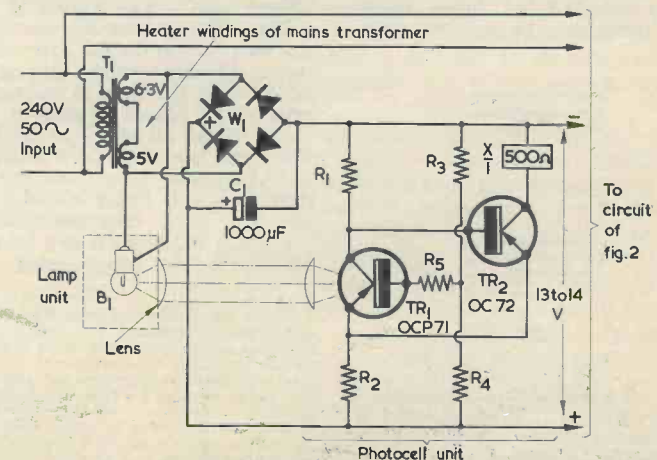 Heater windings of mains transformer
T1
6·3V
5V
240V
50~
Input
W1
+
−
C1
+
1000µF
R1
R3
X/1
500Ω
To
circuit
of
fig.2
R5
TR1
OCP71
TR2
OC72
13to14
V
Lamp
unit
B1
Lens
R2
R4
+
Photocell unit